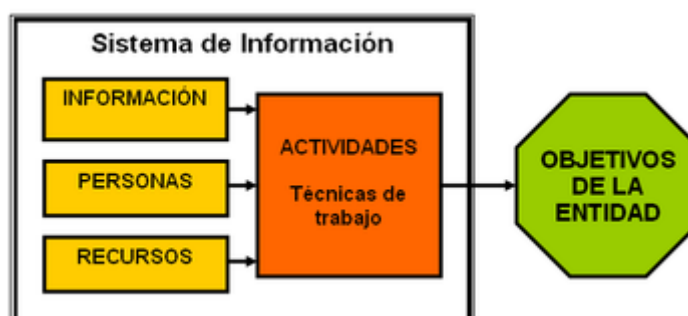 Sistema de Información
INFORMACIÓN
PERSONAS
RECURSOS
ACTIVIDADES
Técnicas de
trabajo
OBJETIVOS
DE LA
ENTIDAD